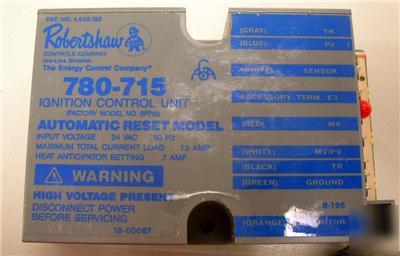 PAT. NO. 4,626,192
Robertshaw
CONTROLS COMPANY
Uni-Line Division
The Energy Control Company
780-715
IGNITION CONTROL UNIT
(FACTORY MODEL NO. SP715)
AUTOMATIC RESET MODEL
INPUT VOLTAGE 24 VAC 60 HZ
MAXIMUM TOTAL CURRENT LOAD 1.5 AMP
HEAT ANTICIPATOR SETTING .7 AMP
WARNING
HIGH VOLTAGE PRESENT
DISCONNECT POWER
BEFORE SERVICING
18-00087
(GRAY) TH
(BLUE) PV
(WHITE) SENSOR
ACCESSORY TERM. E3
(RED) MV
(WHITE) MV/PV
(BLACK) TR
(GREEN) GROUND
8-195
(ORANGE)